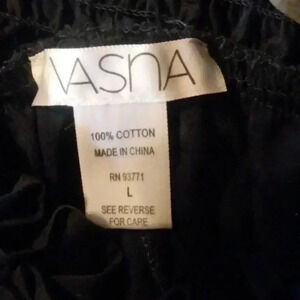 VASNA
100% COTTON
MADE IN CHINA
RN 93771
L
SEE REVERSE
FOR CARE